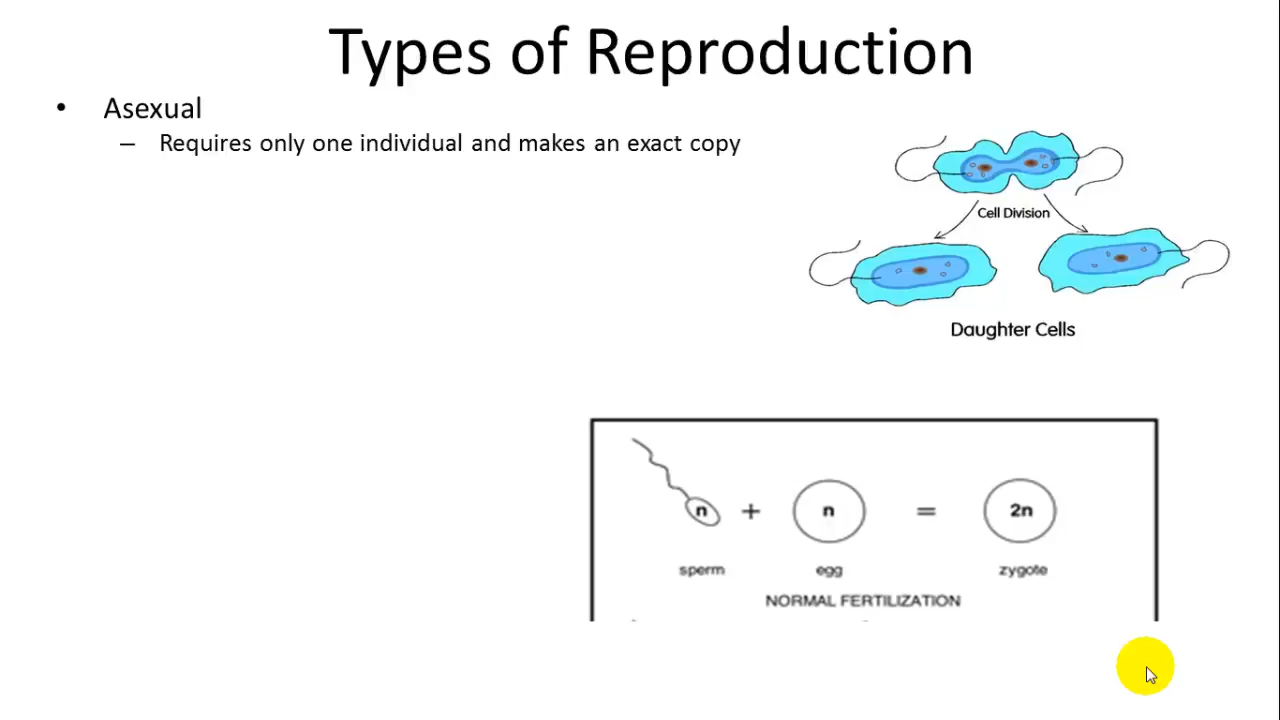 Types of Reproduction
• Asexual
– Requires only one individual and makes an exact copy
Cell Division
Daughter Cells
n + n = 2n
sperm egg zygote
NORMAL FERTILIZATION